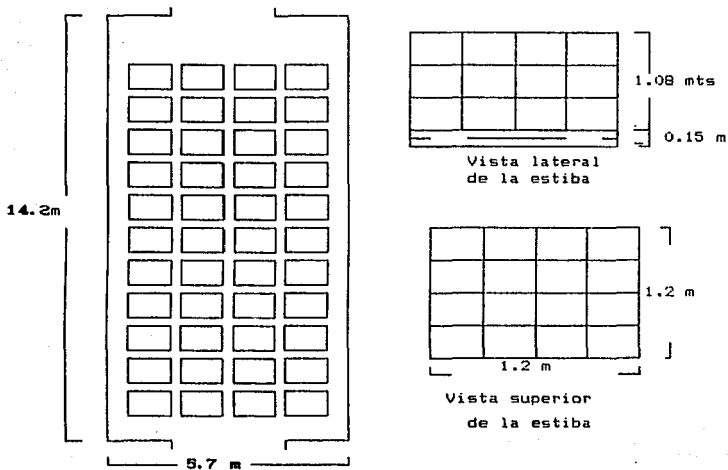 14.2m
5.7 m
1.08 mts
0.15 m
Vista lateral
de la estiba
1.2 m
1.2 m
Vista superior
de la estiba